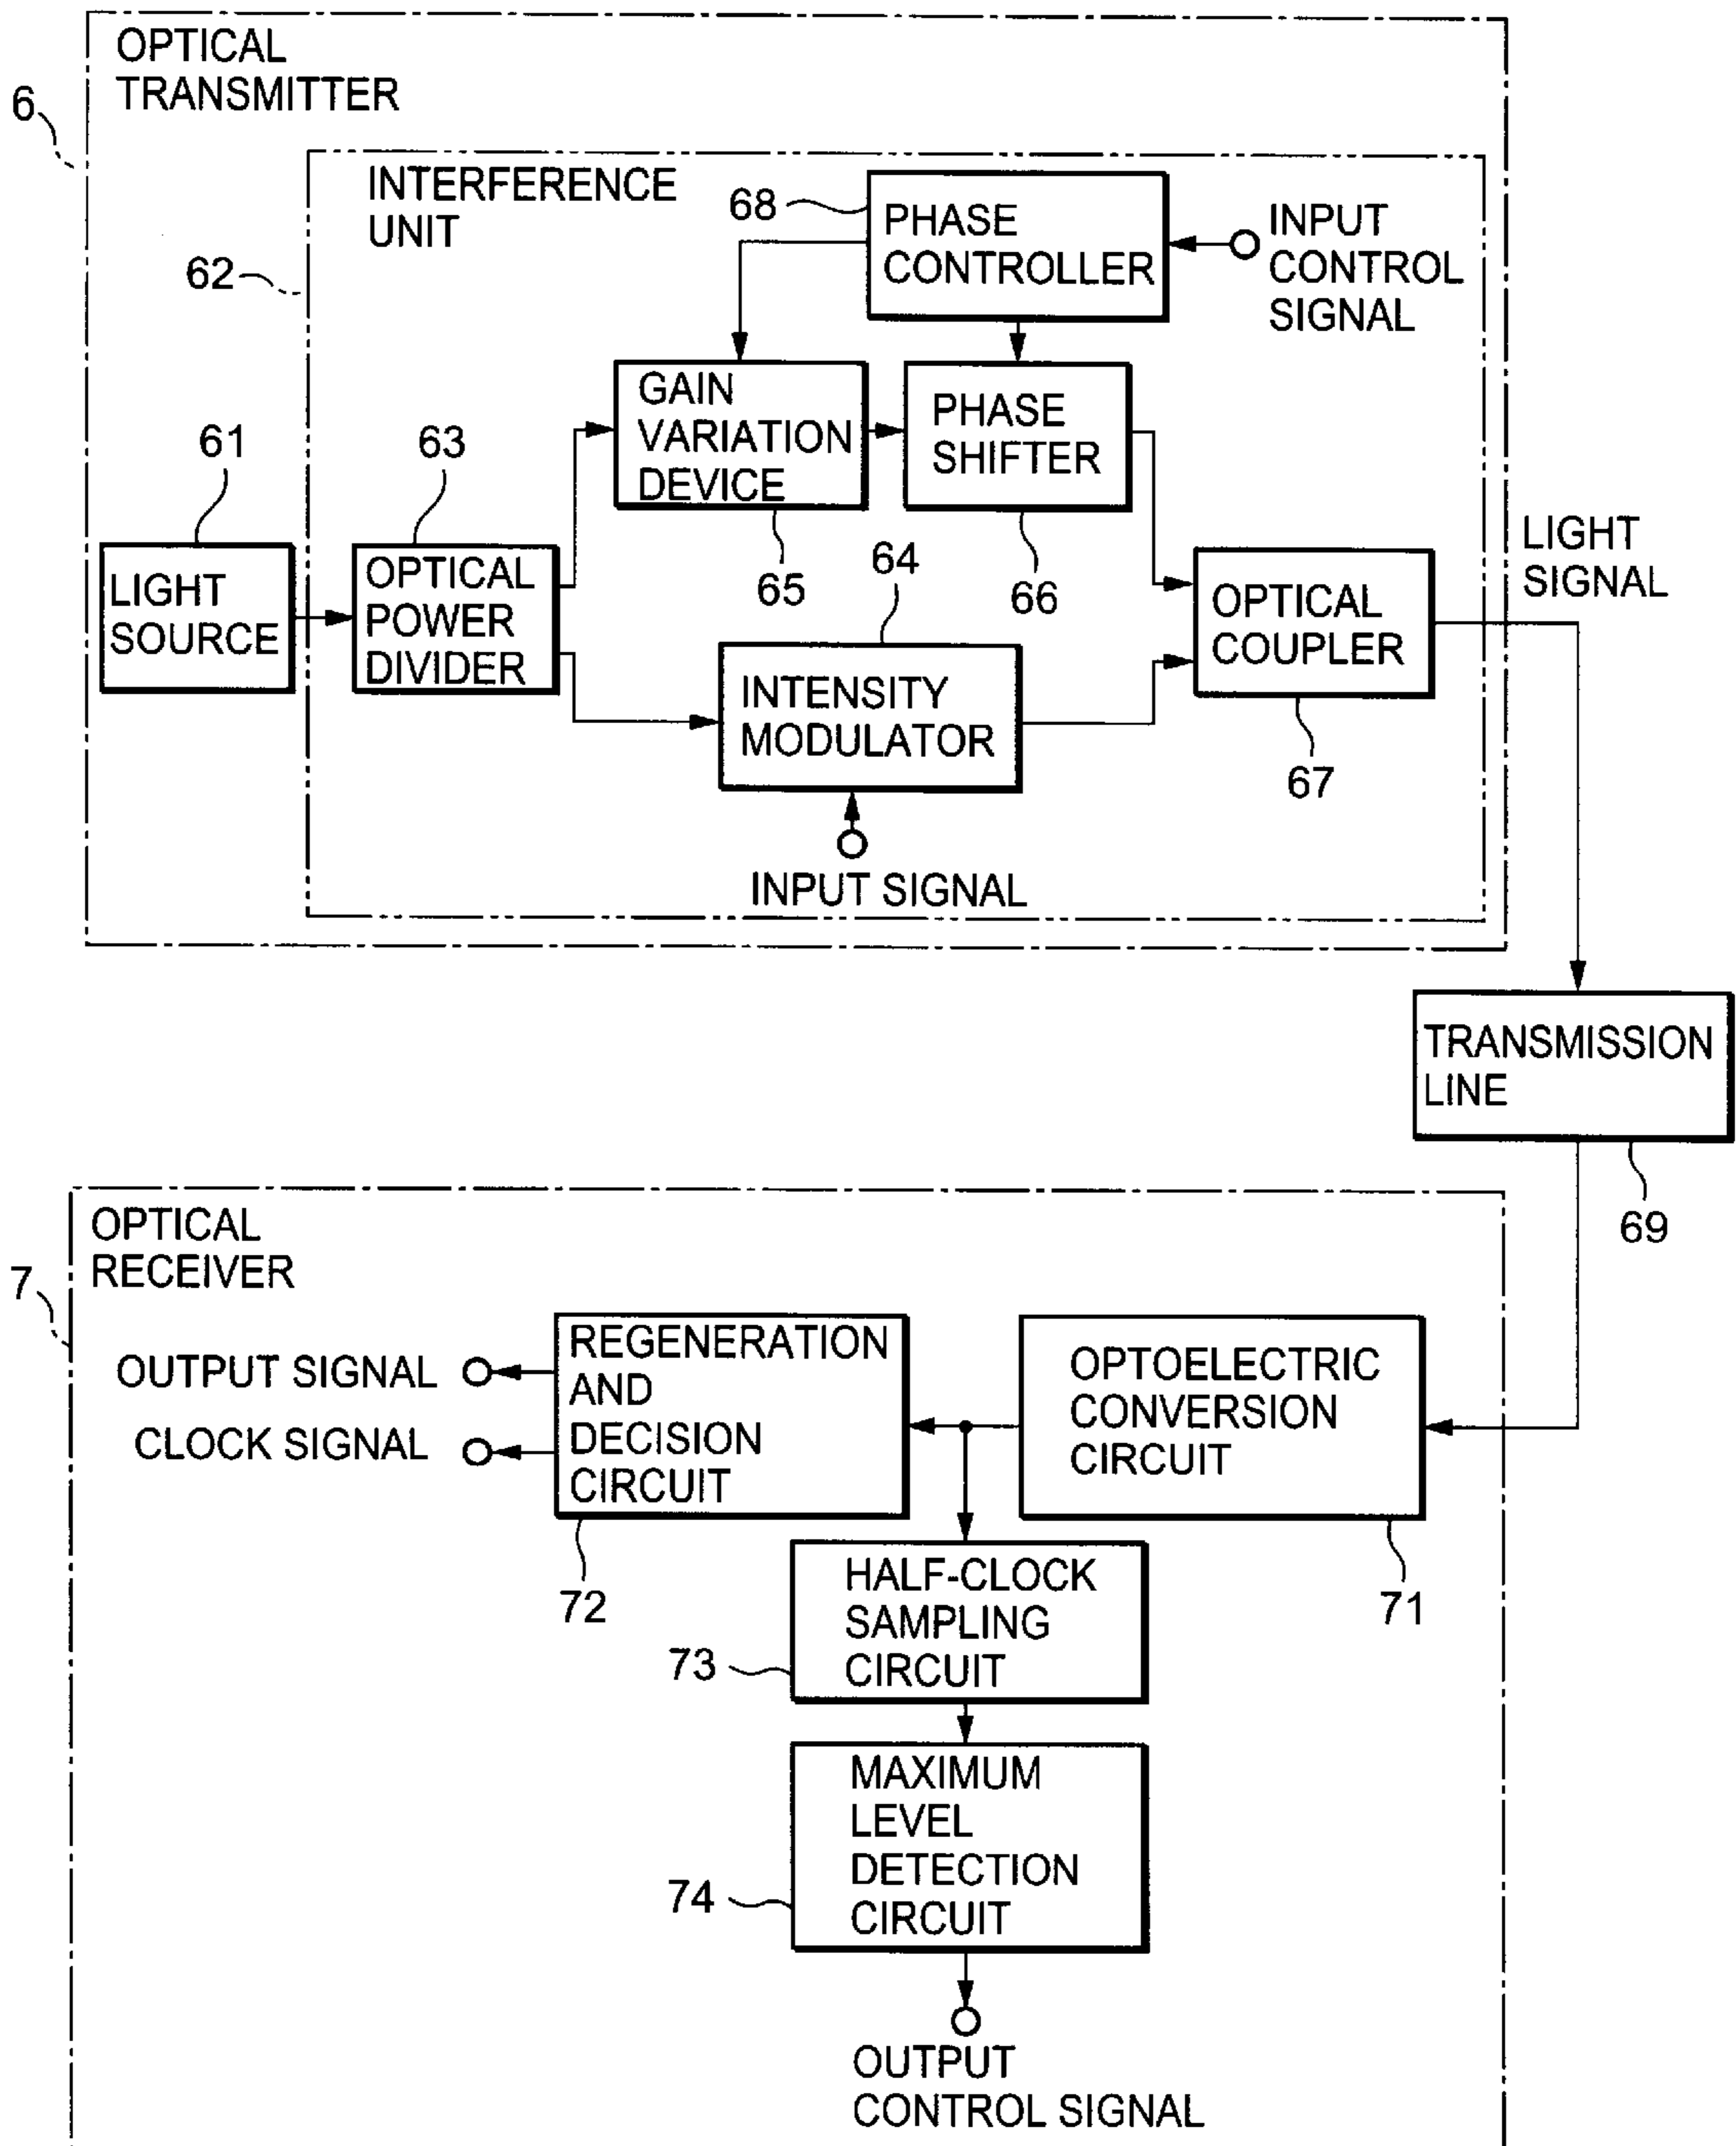 OPTICAL
TRANSMITTER
6
INTERFERENCE
UNIT
62
68
PHASE
CONTROLLER
INPUT
CONTROL
SIGNAL
GAIN
VARIATION
DEVICE
65
PHASE
SHIFTER
66
61
LIGHT
SOURCE
63
OPTICAL
POWER
DIVIDER
64
INTENSITY
MODULATOR
INPUT SIGNAL
OPTICAL
COUPLER
67
LIGHT
SIGNAL
TRANSMISSION
LINE
69
OPTICAL
RECEIVER
7
OUTPUT SIGNAL
CLOCK SIGNAL
REGENERATION
AND
DECISION
CIRCUIT
72
OPTOELECTRIC
CONVERSION
CIRCUIT
71
HALF-CLOCK
SAMPLING
CIRCUIT
73
MAXIMUM
LEVEL
DETECTION
CIRCUIT
74
OUTPUT
CONTROL SIGNAL